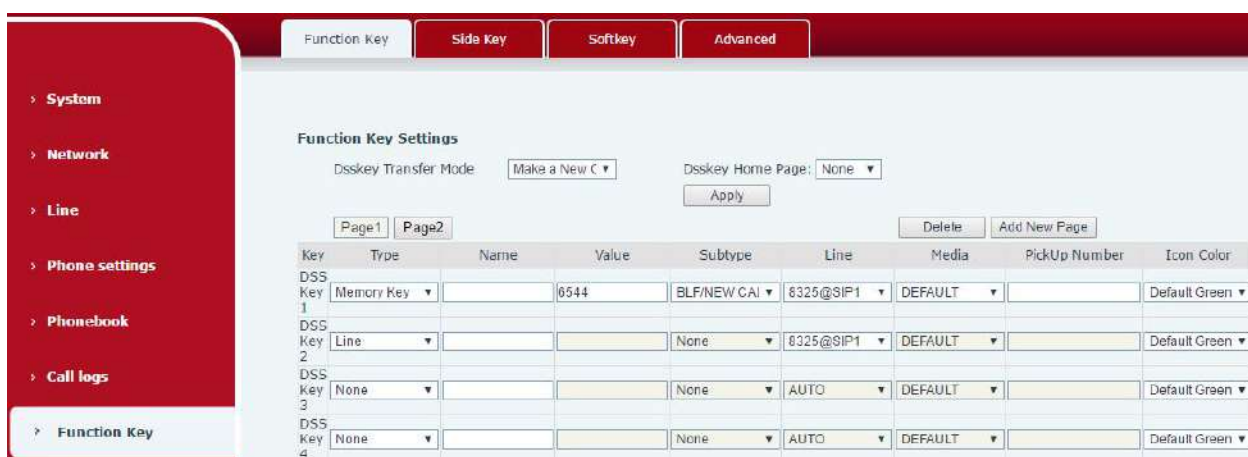 Function Key Side Key Softkey Advanced
› System
› Network
› Line
› Phone settings
› Phonebook
› Call logs
› Function Key
Function Key Settings
Dsskey Transfer Mode Make a New C Dsskey Home Page: None
Apply
Page1 Page2 Delete Add New Page
Key Type Name Value Subtype Line Media PickUp Number Icon Color
DSS Key 1 Memory Key 6544 BLF/NEW CAI 8325@SIP1 DEFAULT Default Green
DSS Key 2 Line None 8325@SIP1 DEFAULT Default Green
DSS Key 3 None None AUTO DEFAULT Default Green
DSS Key 4 None None AUTO DEFAULT Default Green